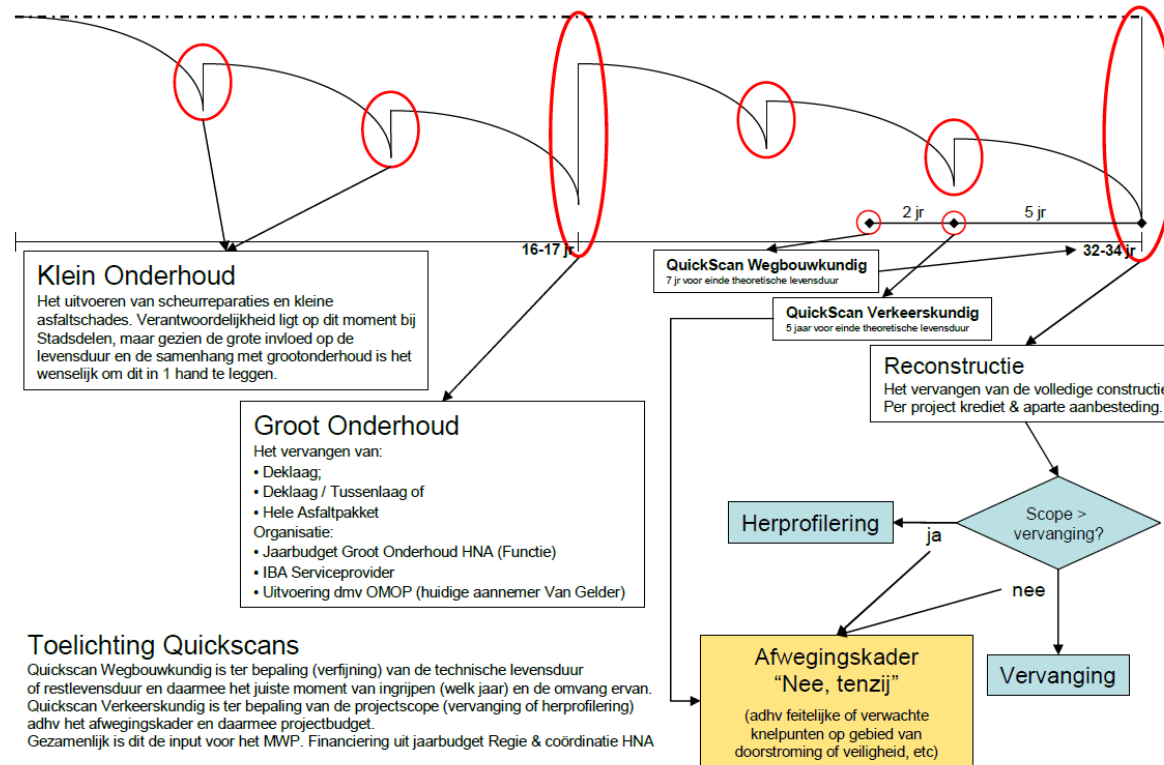 2 jr
5 jr
16-17 jr
32-34 jr
Klein Onderhoud
Het uitvoeren van scheurreparaties en kleine
asfaltschades. Verantwoordelijkheid ligt op dit moment bij
Stadsdelen, maar gezien de grote invloed op de
levensduur en de samenhang met grootonderhoud is het
wenselijk om dit in 1 hand te leggen.
QuickScan Wegbouwkundig
7 jr voor einde theoretische levensduur
QuickScan Verkeerskundig
5 jaar voor einde theoretische levensduur
Reconstructie
Het vervangen van de volledige constructie
Per project krediet & aparte aanbesteding.
Groot Onderhoud
Het vervangen van:
• Deklaag;
• Deklaag / Tussenlaag of
• Hele Asfaltpakket
Organisatie:
• Jaarbudget Groot Onderhoud HNA (Functie)
• IBA Serviceprovider
• Uitvoering dmv OMOP (huidige aannemer Van Gelder)
Herprofilering
Scope >
vervanging?
ja
nee
Afwegingskader
“Nee, tenzij”
(adhv feitelijke of verwachte
knelpunten op gebied van
doorstroming of veiligheid, etc)
Vervanging
Toelichting Quickscans
Quickscan Wegbouwkundig is ter bepaling (verfijning) van de technische levensduur
of restlevensduur en daarmee het juiste moment van ingrijpen (welk jaar) en de omvang ervan.
Quickscan Verkeerskundig is ter bepaling van de projectscope (vervanging of herprofilering)
adhv het afwegingskader en daarmee projectbudget.
Gezamenlijk is dit de input voor het MWP. Financiering uit jaarbudget Regie & coördinatie HNA